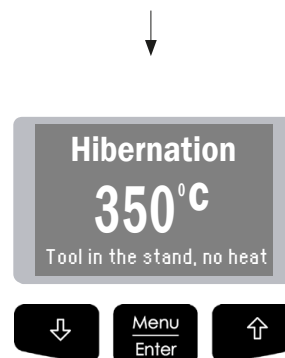 Hibernation
350°C
Tool in the stand, no heat
Menu
Enter